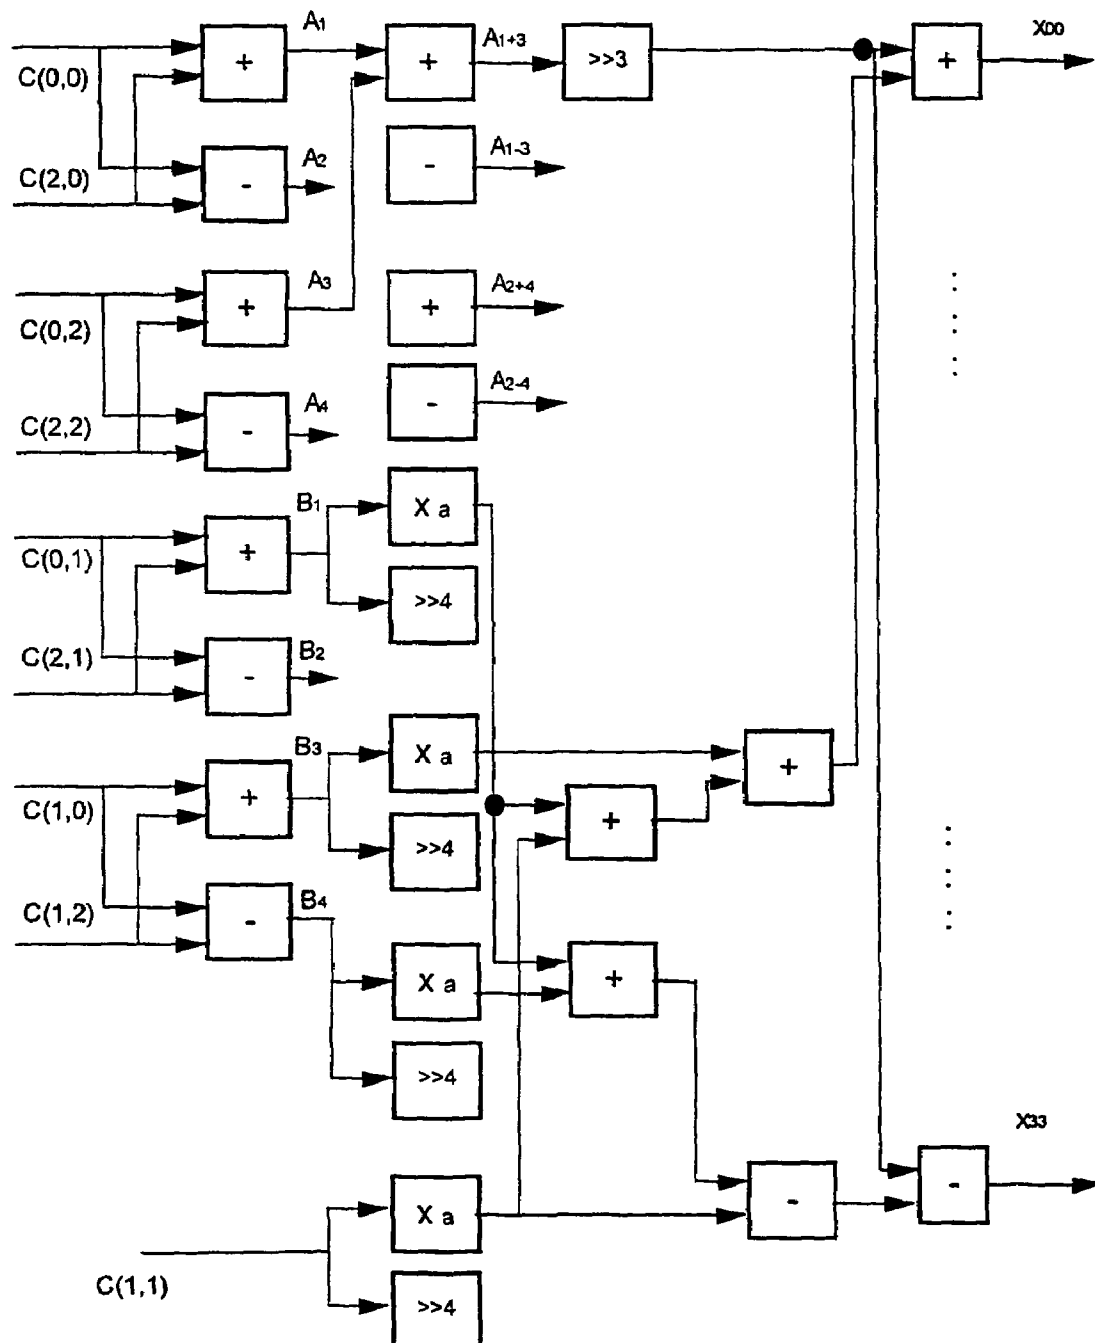 A1
A1+3
X00
+
+
>>3
+
C(0,0)
A2
A1-3
-
-
C(2,0)
A3
A2+4
+
+
C(0,2)
A4
A2-4
-
-
C(2,2)
B1
X a
+
C(0,1)
>>4
B2
C(2,1)
-
B3
X a
+
+
C(1,0)
+
>>4
B4
C(1,2)
-
X a
+
>>4
X33
X a
-
-
C(1,1)
>>4